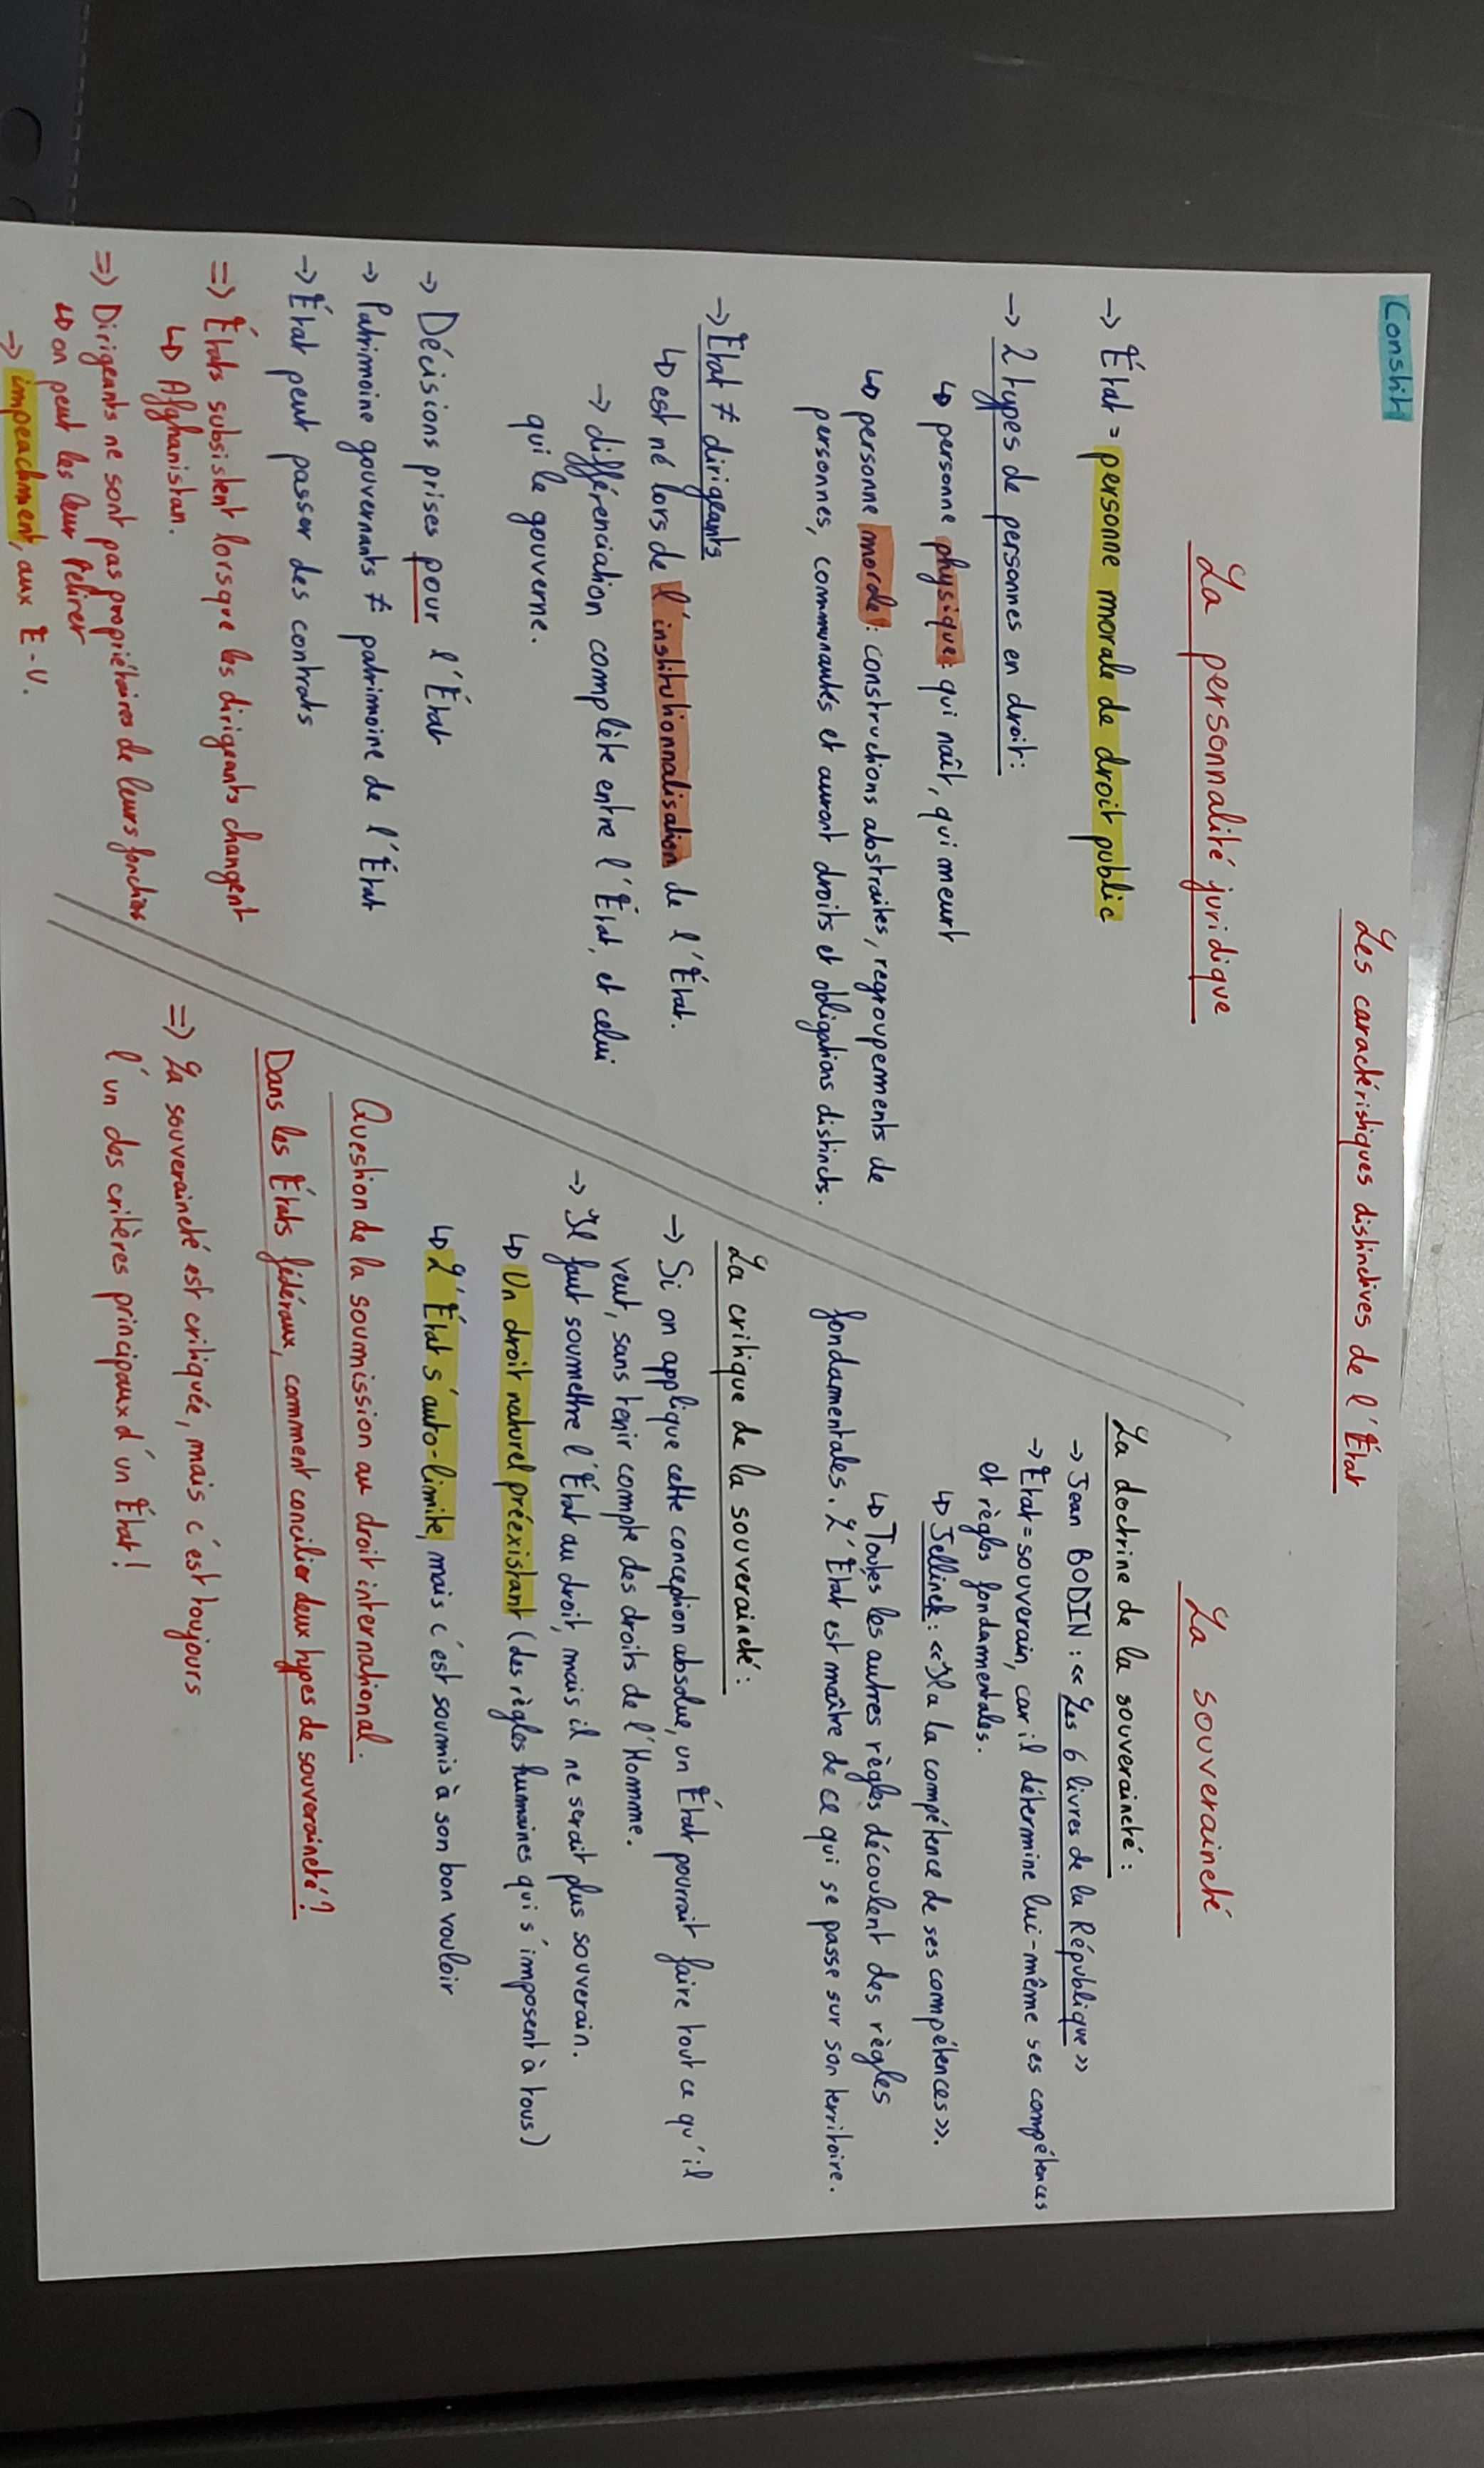 Constit
Les caractéristiques distinctives de l'État
La personnalité juridique
→ État = personne morale de droit public
→ 2 types de personnes en droit :
↳ personne physique : qui naît, qui meurt
↳ personne morale : constructions abstraites, regroupements de
personnes, communautés et auront droits et obligations distincts.
→ État ≠ dirigeants
↳ est né lors de l'institutionnalisation de l'État.
→ différenciation complète entre l'État, et celui
qui le gouverne.
→ Décisions prises pour l'État
→ Patrimoine gouvernants ≠ patrimoine de l'État
→ État peut passer des contrats
=> États subsistent lorsque les dirigeants changent
↳ Afghanistan.
=> Dirigeants ne sont pas propriétaires de leurs fonctions
↳ on peut les leur retirer
→ impeachment, aux E-U.
La souveraineté
La doctrine de la souveraineté :
→ Jean BODIN : « Les 6 livres de la République »
→ État = souverain, car il détermine lui-même ses compétences
et règles fondamentales.
↳ Jellinek : « Il a la compétence de ses compétences ».
↳ Toutes les autres règles découlent des règles
fondamentales. L'État est maître de ce qui se passe sur son territoire.
La critique de la souveraineté :
→ Si on applique cette conception absolue, un État pourrait faire tout ce qu'il
veut, sans tenir compte des droits de l'Homme.
→ Il faut soumettre l'État au droit, mais il ne serait plus souverain.
↳ Un droit naturel préexistant (des règles humaines qui s'imposent à tous)
↳ L'État s'auto-limite, mais c'est soumis à son bon vouloir
Question de la soumission au droit international.
Dans les États fédéraux, comment concilier deux types de souveraineté ?
=> La souveraineté est critiquée, mais c'est toujours
l'un des critères principaux d'un État !